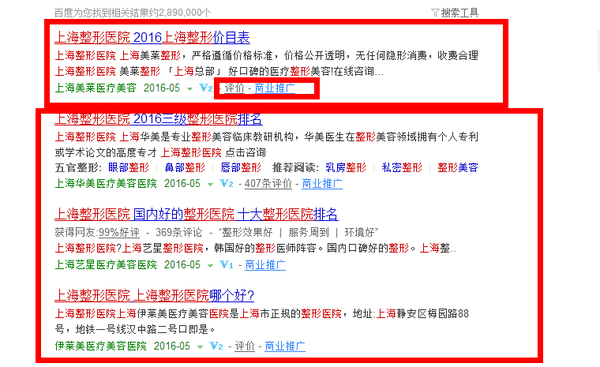 百度为您找到相关结果约2,890,000个
搜索工具
上海整形医院 2016上海整形价目表
上海整形医院 上海美莱整形，严格遵循价格标准，价格公开透明，无任何隐形消费，收费合理
上海整形医院 美莱整形 「上海总部」 好口碑的医疗整形美容!在线咨询...
上海美莱医疗美容 2016-05 V2 - 评价 - 商业推广
上海整形医院 2016三级整形医院排名
上海整形医院 上海华美是专业整形美容临床教研机构，华美医生在整形美容领域拥有个人专利
或学术论文的高度专才 上海整形医院 点击咨询
五官整形: 眼部整形 | 鼻部整形 | 唇部整形 推荐阅读: 乳房整形 | 私密整形 | 整形美容
上海华美医疗美容医院 2016-05 V2 - 407条评价 - 商业推广
上海整形医院 国内好的整形医院 十大整形医院排名
获得网友:99%好评 - 369条评论 - “整形效果好 | 服务周到 | 环境好”
上海整形医院?上海艺星整形医院，韩国好的整形医师阵容。国内口碑好的整形。上海整..
上海艺星医疗美容医院 2016-05 V1 - 商业推广
上海整形医院 上海整形医院哪个好?
上海整形医院上海伊莱美医疗美容医院是上海市正规的整形医院，地址:上海静安区梅园路88
号，地铁一号线汉中路二号口即是。
伊莱美医疗美容医院 2016-05 V2 - 评价 - 商业推广